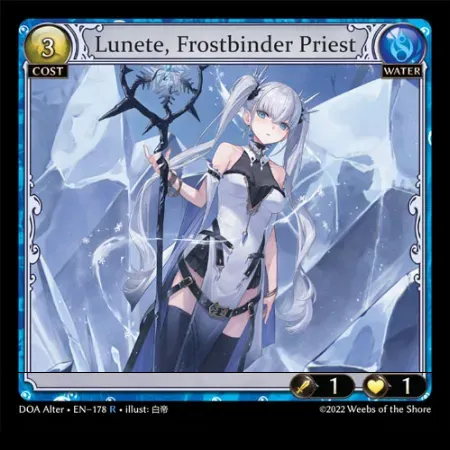 3
Lunete, Frostbinder Priest
COST
WATER
1
1
DOA Alter • EN–178 R • illust: 白帝
©2022 Weebs of the Shore